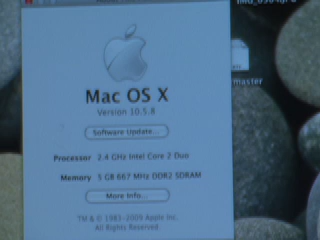 Mac OS X
Version 10.5.8
Software Update...
master
Processor 2.4 GHz Intel Core 2 Duo
Memory 5 GB 667 MHz DDR2 SDRAM
More Info...
TM & © 1983–2009 Apple Inc.
All Rights Reserved.